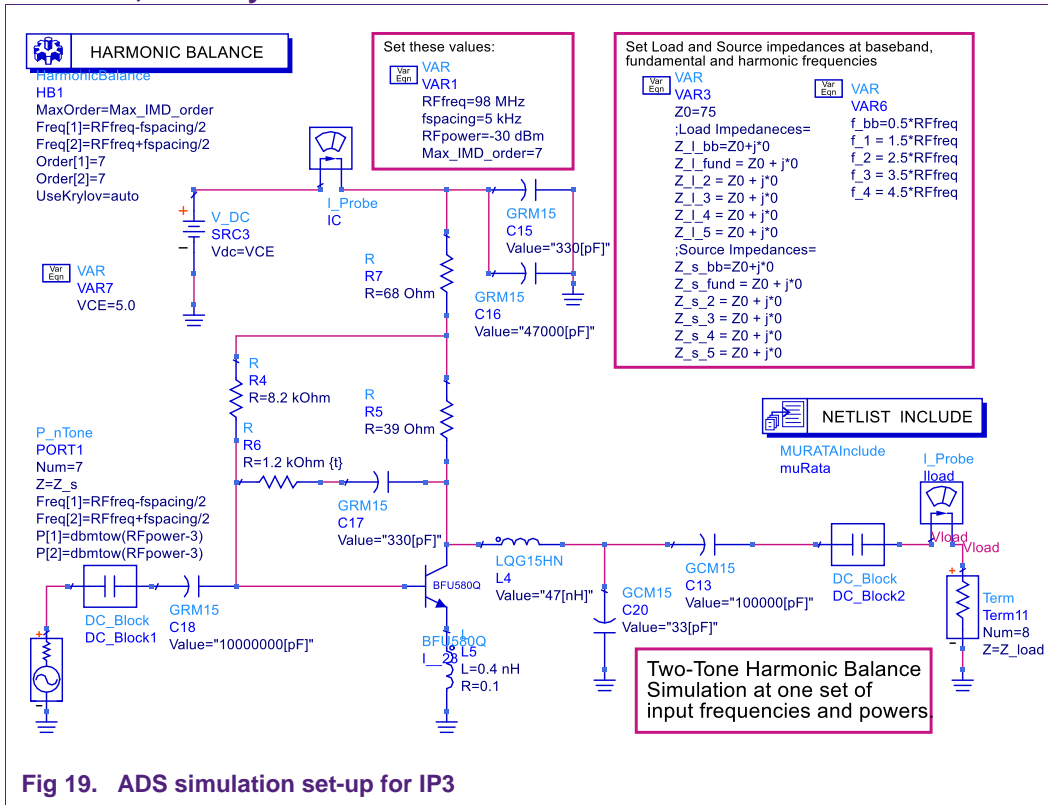 HARMONIC BALANCE
HarmonicBalance
HB1
MaxOrder=Max_IMD_order
Freq[1]=RFfreq-fspacing/2
Freq[2]=RFfreq+fspacing/2
Order[1]=7
Order[2]=7
UseKrylov=auto
Set these values:
Var
Eqn
VAR
VAR1
RFfreq=98 MHz
fspacing=5 kHz
RFpower=-30 dBm
Max_IMD_order=7
Set Load and Source impedances at baseband,
fundamental and harmonic frequencies
Var
Eqn
VAR
VAR3
Z0=75
;Load Impedaneces=
Z_l_bb=Z0+j*0
Z_l_fund = Z0 + j*0
Z_l_2 = Z0 + j*0
Z_l_3 = Z0 + j*0
Z_l_4 = Z0 + j*0
Z_l_5 = Z0 + j*0
;Source Impedances=
Z_s_bb=Z0+j*0
Z_s_fund = Z0 + j*0
Z_s_2 = Z0 + j*0
Z_s_3 = Z0 + j*0
Z_s_4 = Z0 + j*0
Z_s_5 = Z0 + j*0
Var
Eqn
VAR
VAR6
f_bb=0.5*RFfreq
f_1 = 1.5*RFfreq
f_2 = 2.5*RFfreq
f_3 = 3.5*RFfreq
f_4 = 4.5*RFfreq
I_Probe
IC
+
-
V_DC
SRC3
Vdc=VCE
Var
Eqn
VAR
VAR7
VCE=5.0
GRM15
C15
Value="330[pF]"
GRM15
C16
Value="47000[pF]"
R
R7
R=68 Ohm
R
R4
R=8.2 kOhm
R
R5
R=39 Ohm
R
R6
R=1.2 kOhm {t}
GRM15
C17
Value="330[pF]"
P_nTone
PORT1
Num=7
Z=Z_s
Freq[1]=RFfreq-fspacing/2
Freq[2]=RFfreq+fspacing/2
P[1]=dbmtow(RFpower-3)
P[2]=dbmtow(RFpower-3)
+
-
DC_Block
DC_Block1
GRM15
C18
Value="10000000[pF]"
BFU580Q
BFU580Q
I__28
L
L5
L=0.4 nH
R=0.1
LQG15HN
L4
Value="47[nH]"
GCM15
C20
Value="33[pF]"
GCM15
C13
Value="100000[pF]"
DC_Block
DC_Block2
NETLIST INCLUDE
MURATAInclude
muRata
I_Probe
Iload
Vload
Vload
+
-
Term
Term11
Num=8
Z=Z_load
Two-Tone Harmonic Balance
Simulation at one set of
input frequencies and powers.
Fig 19. ADS simulation set-up for IP3